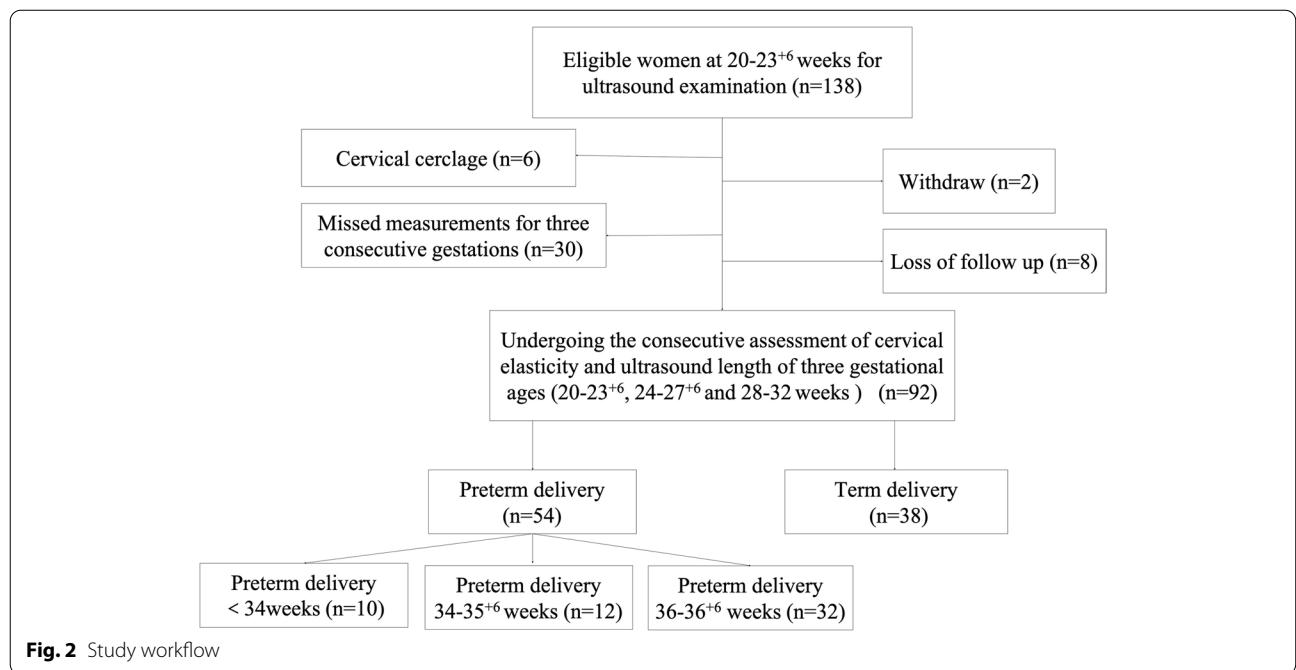 Eligible women at 20-23⁺⁶ weeks for
ultrasound examination (n=138)
Cervical cerclage (n=6)
Withdraw (n=2)
Missed measurements for three
consecutive gestations (n=30)
Loss of follow up (n=8)
Undergoing the consecutive assessment of cervical
elasticity and ultrasound length of three gestational
ages (20-23⁺⁶, 24-27⁺⁶ and 28-32 weeks ) (n=92)
Preterm delivery
(n=54)
Term delivery
(n=38)
Preterm delivery
< 34weeks (n=10)
Preterm delivery
34-35⁺⁶ weeks (n=12)
Preterm delivery
36-36⁺⁶ weeks (n=32)
Fig. 2 Study workflow